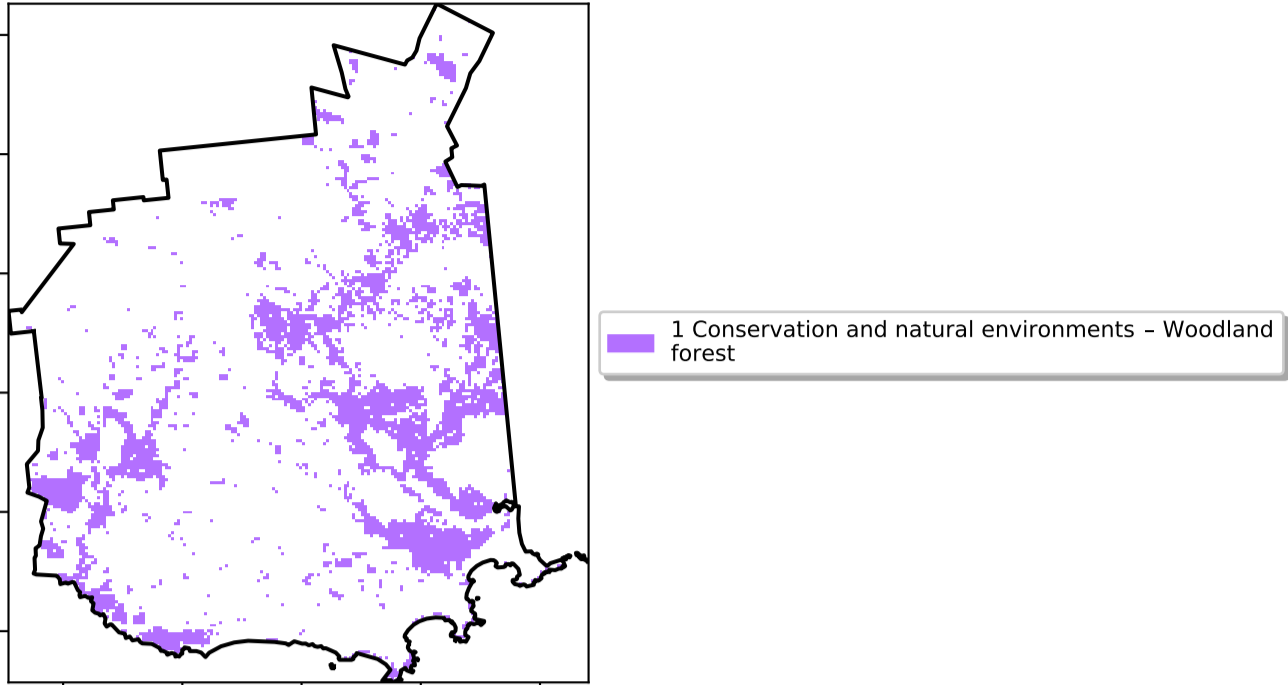 1 Conservation and natural environments – Woodland
forest